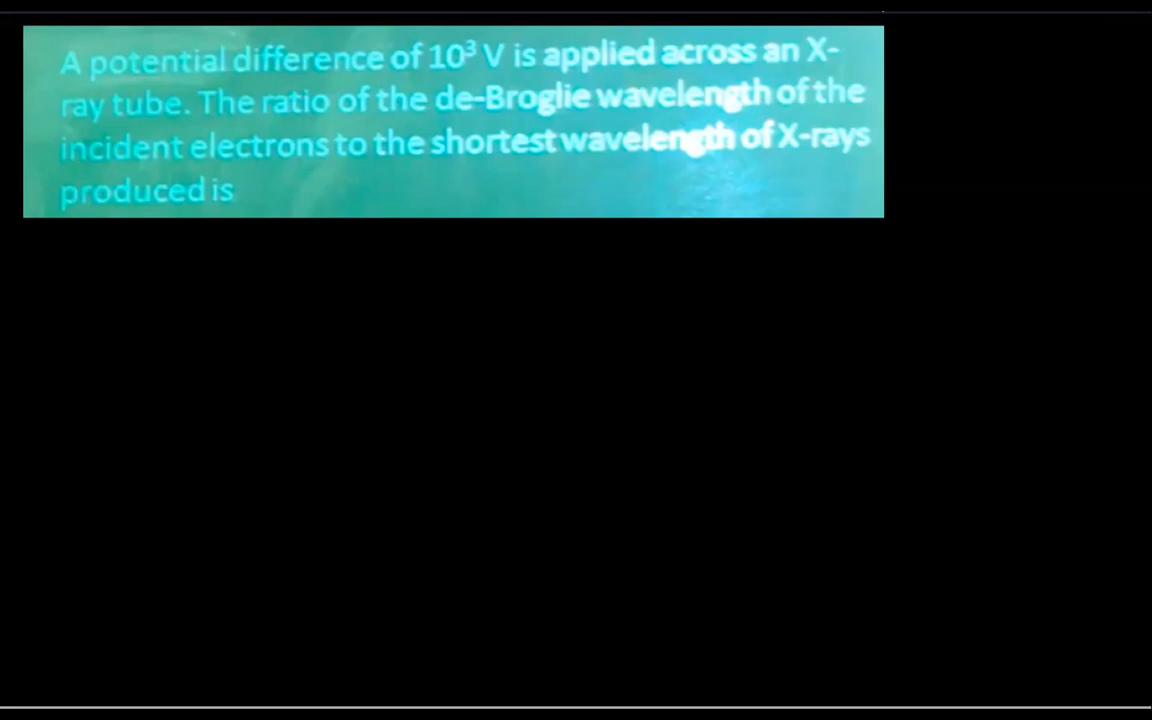 A potential difference of 10³ V is applied across an X-
ray tube. The ratio of the de-Broglie wavelength of the
incident electrons to the shortest wavelength of X-rays
produced is